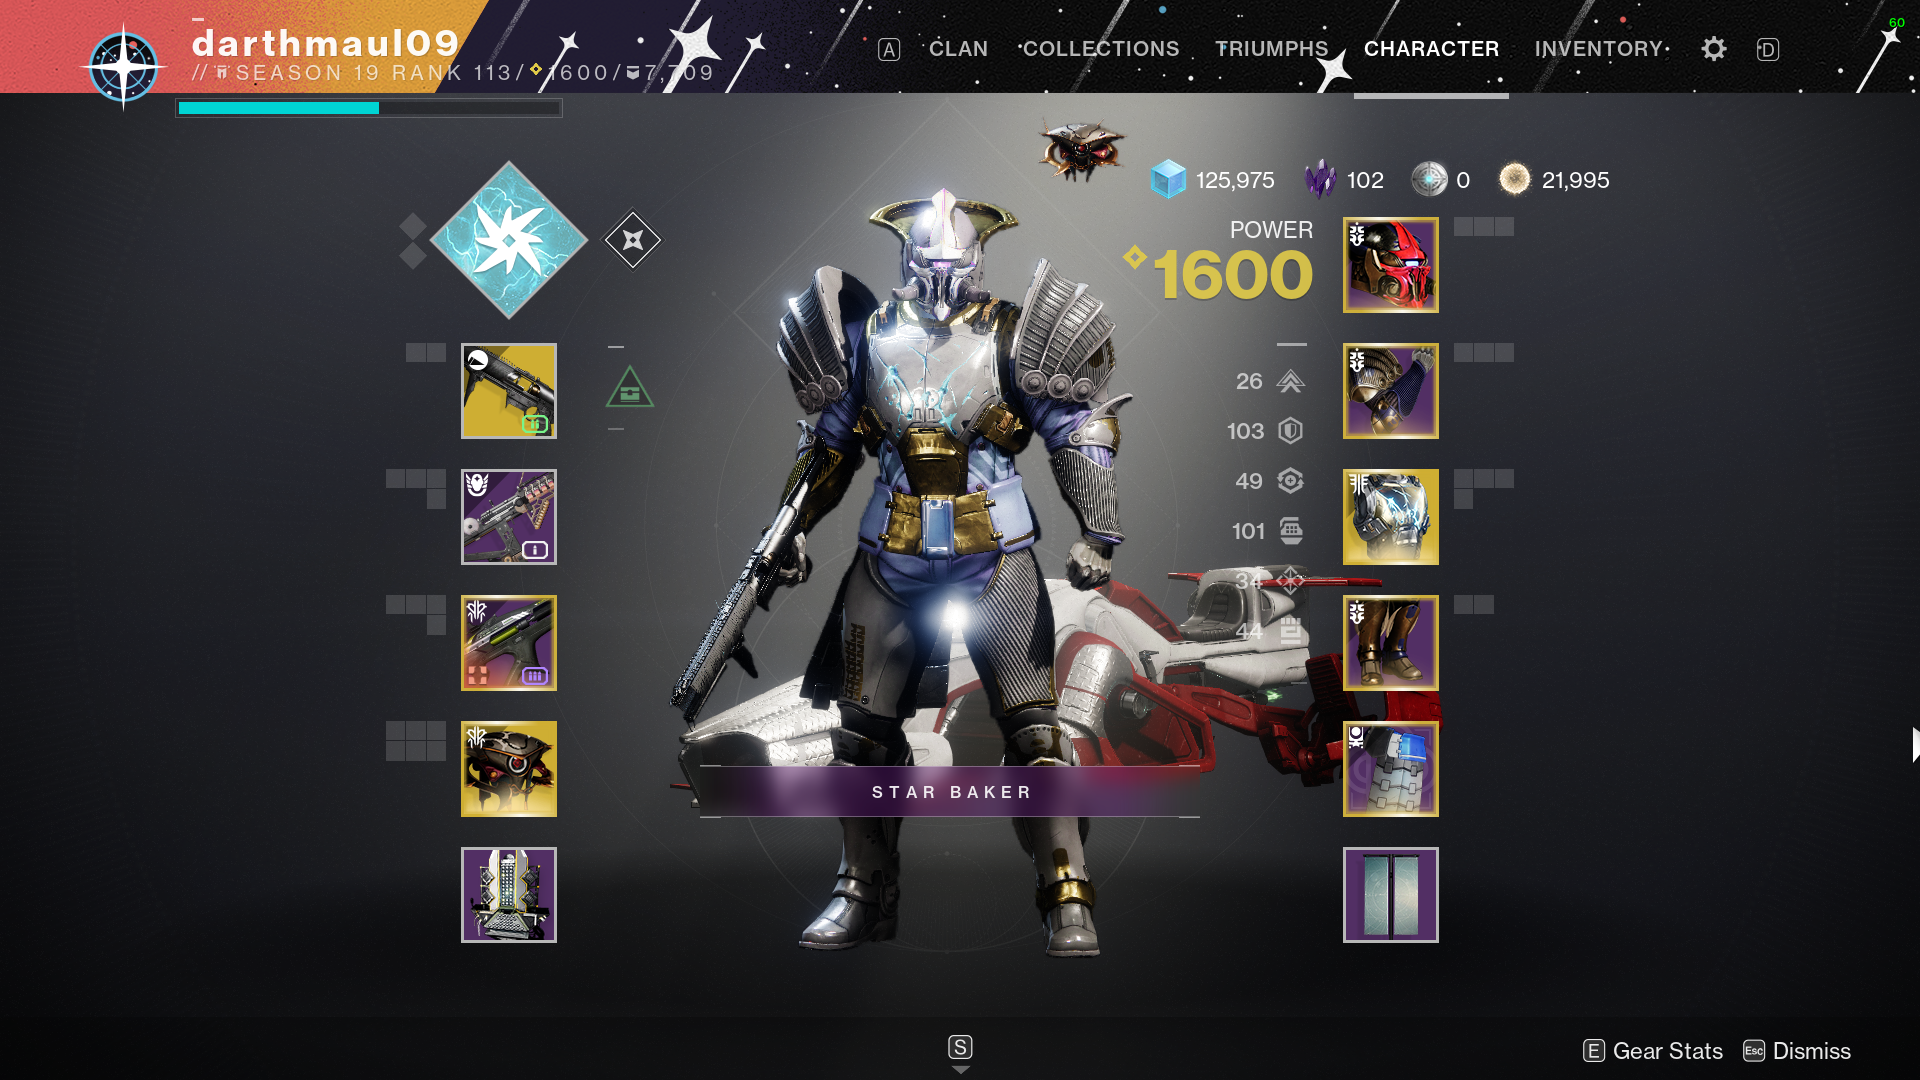 darthmaul09
// SEASON 19 RANK 113/ 1600/ 7,709
A CLAN COLLECTIONS TRIUMPHS CHARACTER INVENTORY D
60
125,975 102 0 21,995
POWER
1600
26
103
49
101
34
44
STAR BAKER
S
E Gear Stats Esc Dismiss